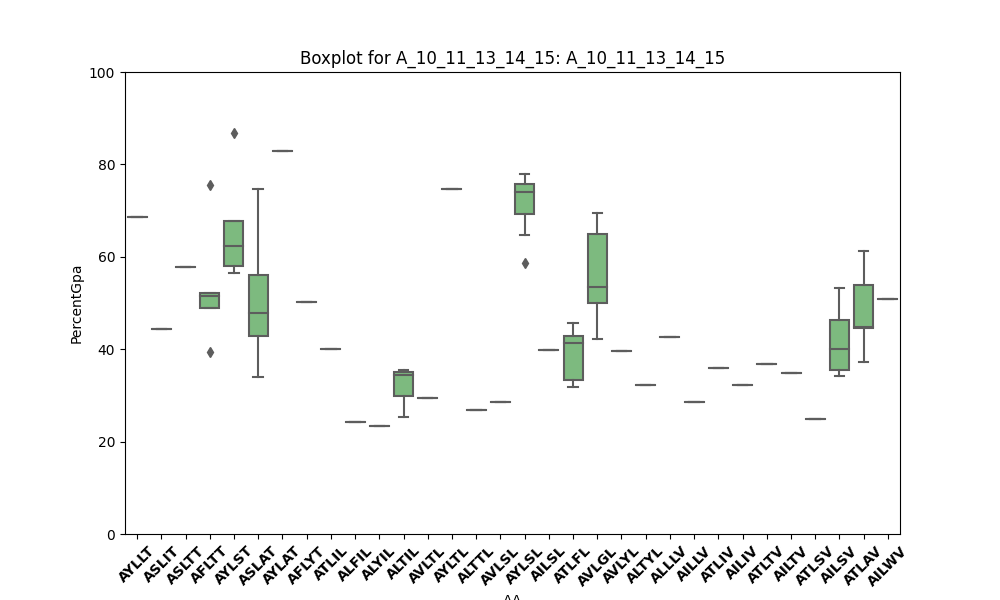 Boxplot for A_10_11_13_14_15: A_10_11_13_14_15
PercentGpa
100
80
60
40
20
0
AYLLT
ASLIT
ASLTT
AFLTT
AYLST
ASLAT
AYLAT
AFLYT
ATLIL
ALFIL
ALYIL
ALTIL
AVLTL
AYLTL
ALTTL
AVLSL
AYLSL
AILSL
ATLFL
AVLGL
AVLYL
ALTYL
ALLLV
AILLV
ATLIV
AILIV
ATLTV
AILTV
ATLSV
AILSV
ATLAV
AILWV
AA